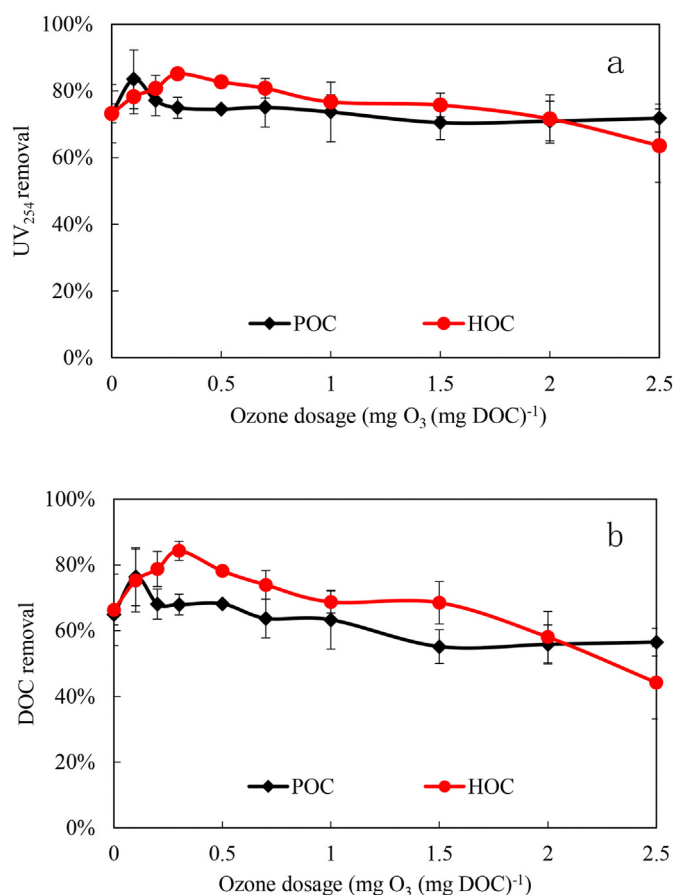 100%
a
80%
60%
40%
20%
0%
UV₂₅₄ removal
POC HOC
0 0.5 1 1.5 2 2.5
Ozone dosage (mg O₃ (mg DOC)⁻¹)
100%
b
80%
60%
40%
20%
0%
DOC removal
POC HOC
0 0.5 1 1.5 2 2.5
Ozone dosage (mg O₃ (mg DOC)⁻¹)